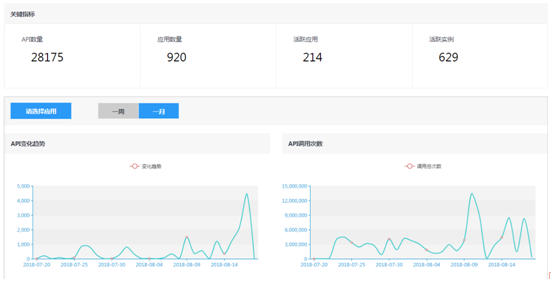 关键指标
API数量 应用数量 活跃应用 活跃实例
28175 920 214 629
请选择应用 一周 一月
API变化趋势 API调用次数
变化趋势 调用总次数
5,000 15,000,000
4,000 12,000,000
3,000 9,000,000
2,000 6,000,000
1,000 3,000,000
0 0
2018-07-20 2018-07-25 2018-07-30 2018-08-04 2018-08-09 2018-08-14 2018-07-20 2018-07-25 2018-07-30 2018-08-04 2018-08-09 2018-08-14